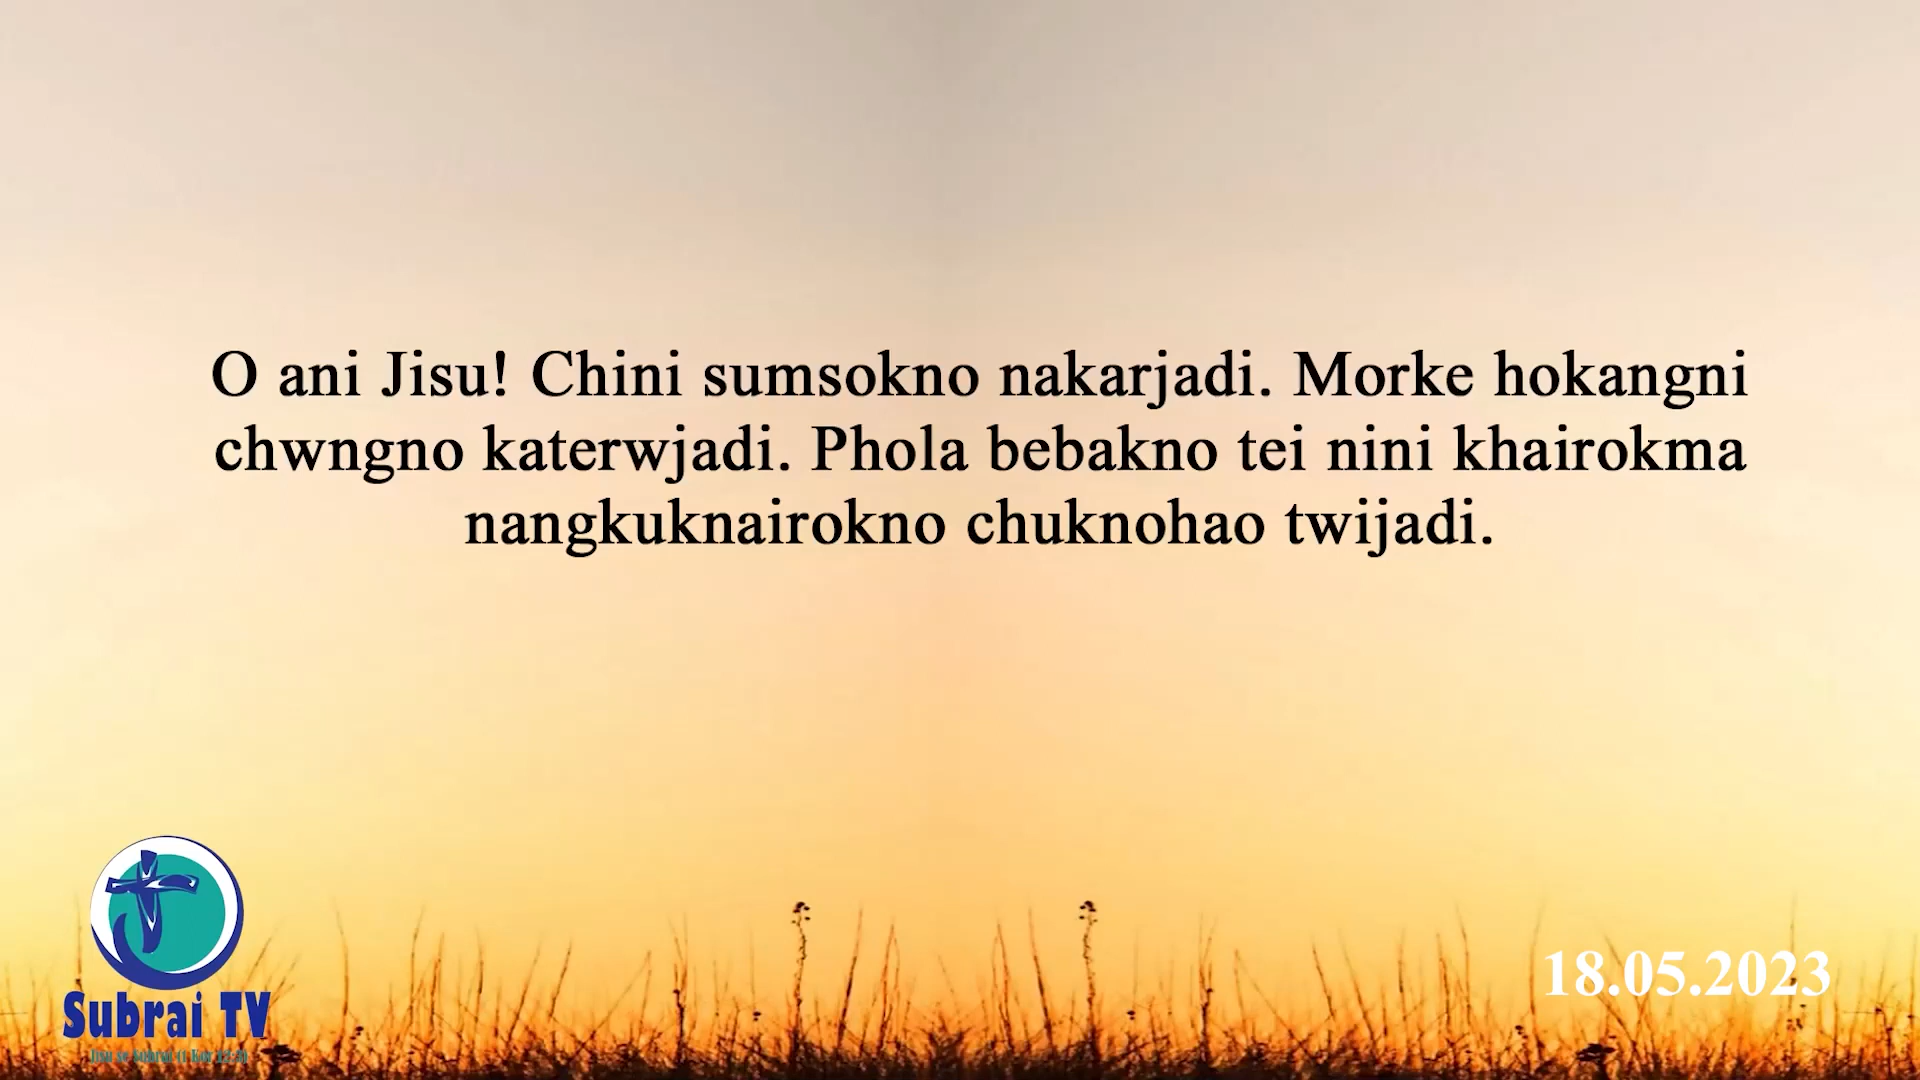 O ani Jisu! Chini sumsokno nakarjadi. Morke hokangni
chwngno katerwjadi. Phola bebakno tei nini khairokma
nangkuknairokno chuknohao twijadi.
18.05.2023
Subrai TV